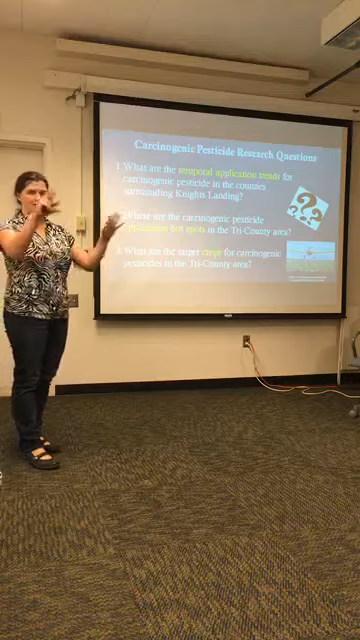 Carcinogenic Pesticide Research Questions
1 What are the temporal application trends for
carcinogenic pesticide in the counties
surrounding Knights Landing?
2 What are the carcinogenic pesticide
application hot spots in the Tri-County area?
3 What are the target crops for carcinogenic
pesticides in the Tri-County area?
???